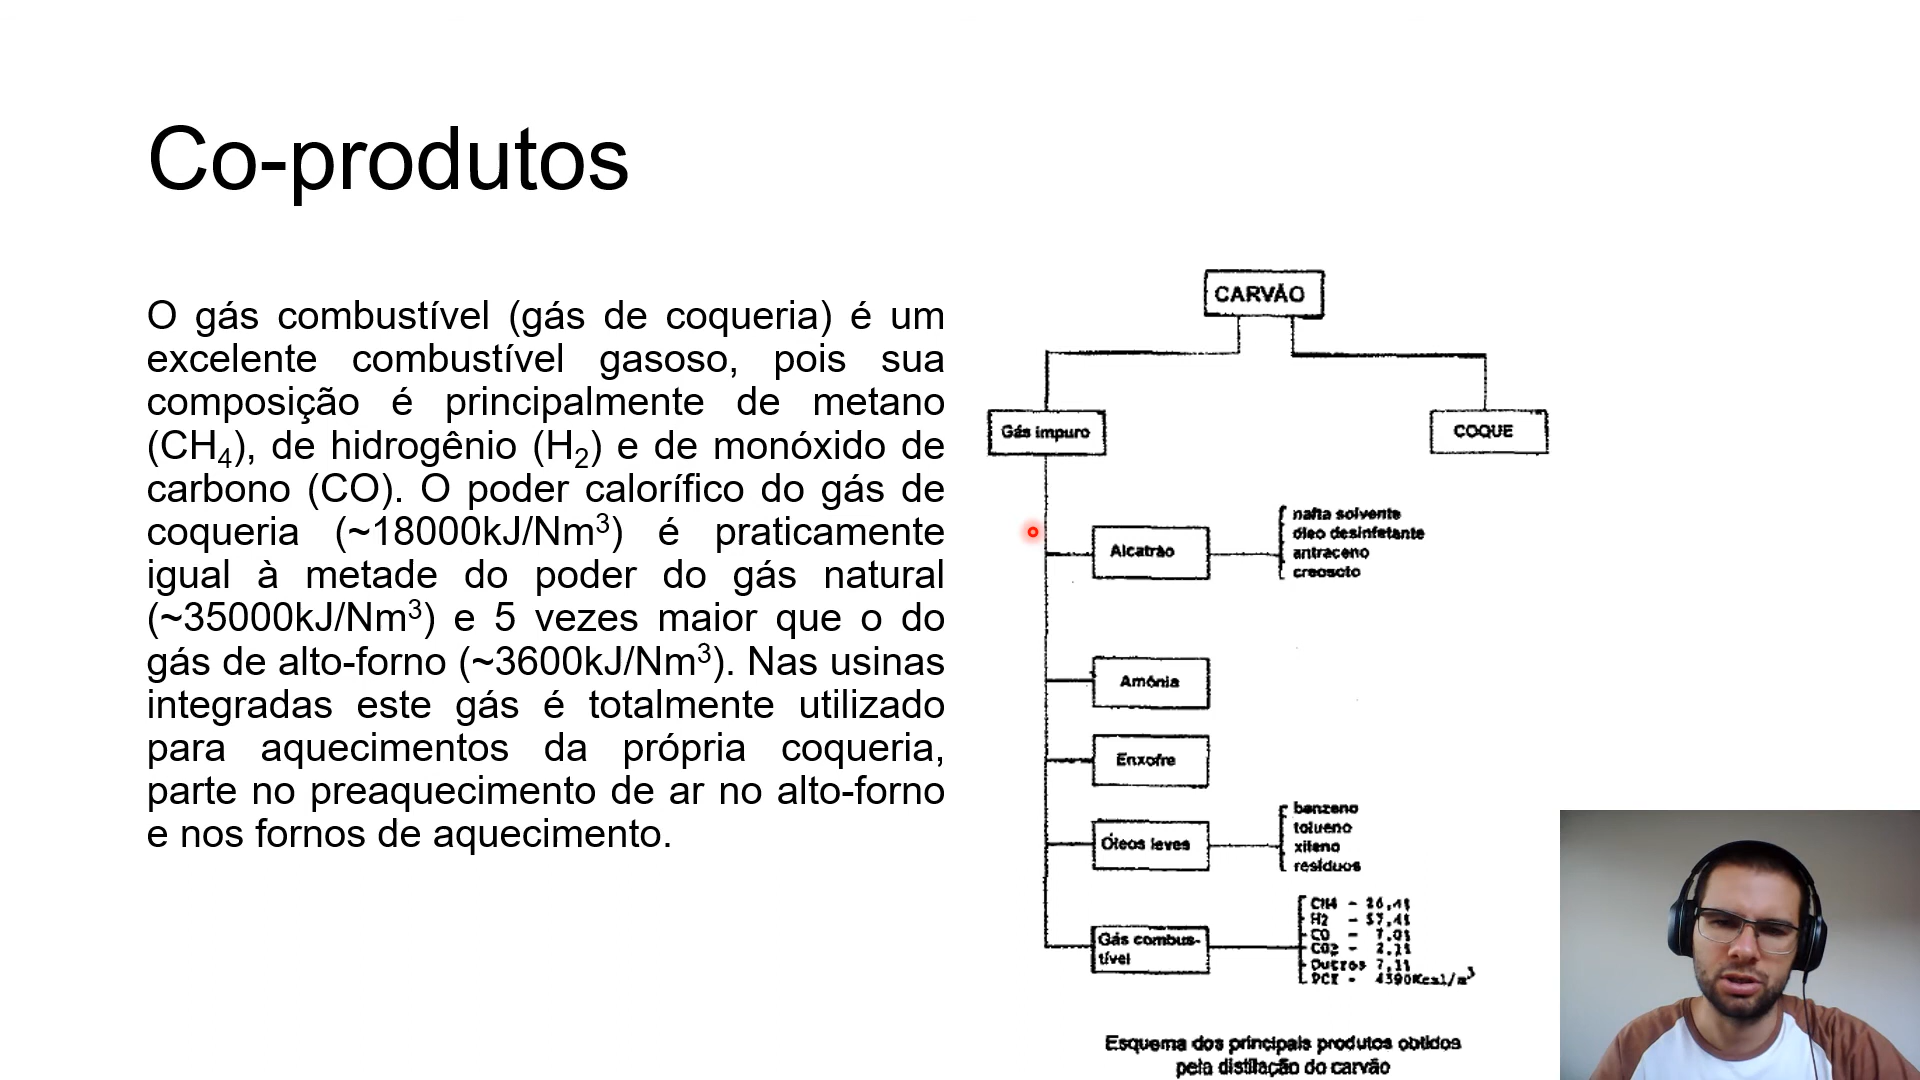 Co-produtos
O gás combustível (gás de coqueria) é um
excelente combustível gasoso, pois sua
composição é principalmente de metano
(CH₄), de hidrogênio (H₂) e de monóxido de
carbono (CO). O poder calorífico do gás de
coqueria (~18000kJ/Nm³) é praticamente
igual à metade do poder do gás natural
(~35000kJ/Nm³) e 5 vezes maior que o do
gás de alto-forno (~3600kJ/Nm³). Nas usinas
integradas este gás é totalmente utilizado
para aquecimentos da própria coqueria,
parte no preaquecimento de ar no alto-forno
e nos fornos de aquecimento.
CARVÃO
Gás impuro
COQUE
Alcatrão
nafta solvente
óleo desinfetante
antraceno
creosoto
Amônia
Enxofre
Óleos leves
benzeno
tolueno
xileno
resíduos
Gás combus-
tível
CH4 -
H2 -
CO -
CO2 -
Outros
PCI - 4390Kcal/m³
Esquema dos principais produtos obtidos
pela distilação do carvão